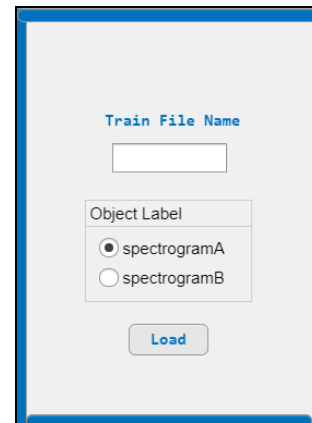 Train File Name
Object Label
spectrogramA
spectrogramB
Load